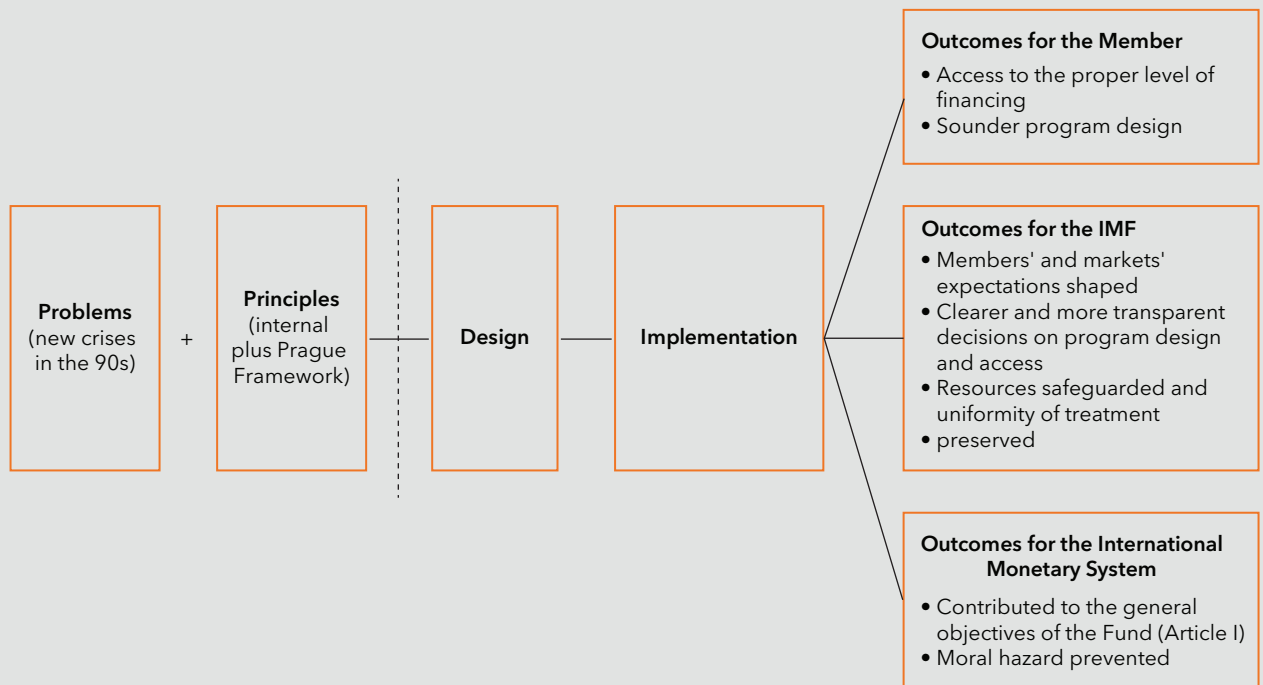 Problems
(new crises
in the 90s)
+
Principles
(internal
plus Prague
Framework)
Design
Implementation
Outcomes for the Member
• Access to the proper level of
financing
• Sounder program design
Outcomes for the IMF
• Members' and markets'
expectations shaped
• Clearer and more transparent
decisions on program design
and access
• Resources safeguarded and
uniformity of treatment
• preserved
Outcomes for the International
Monetary System
• Contributed to the general
objectives of the Fund (Article I)
• Moral hazard prevented